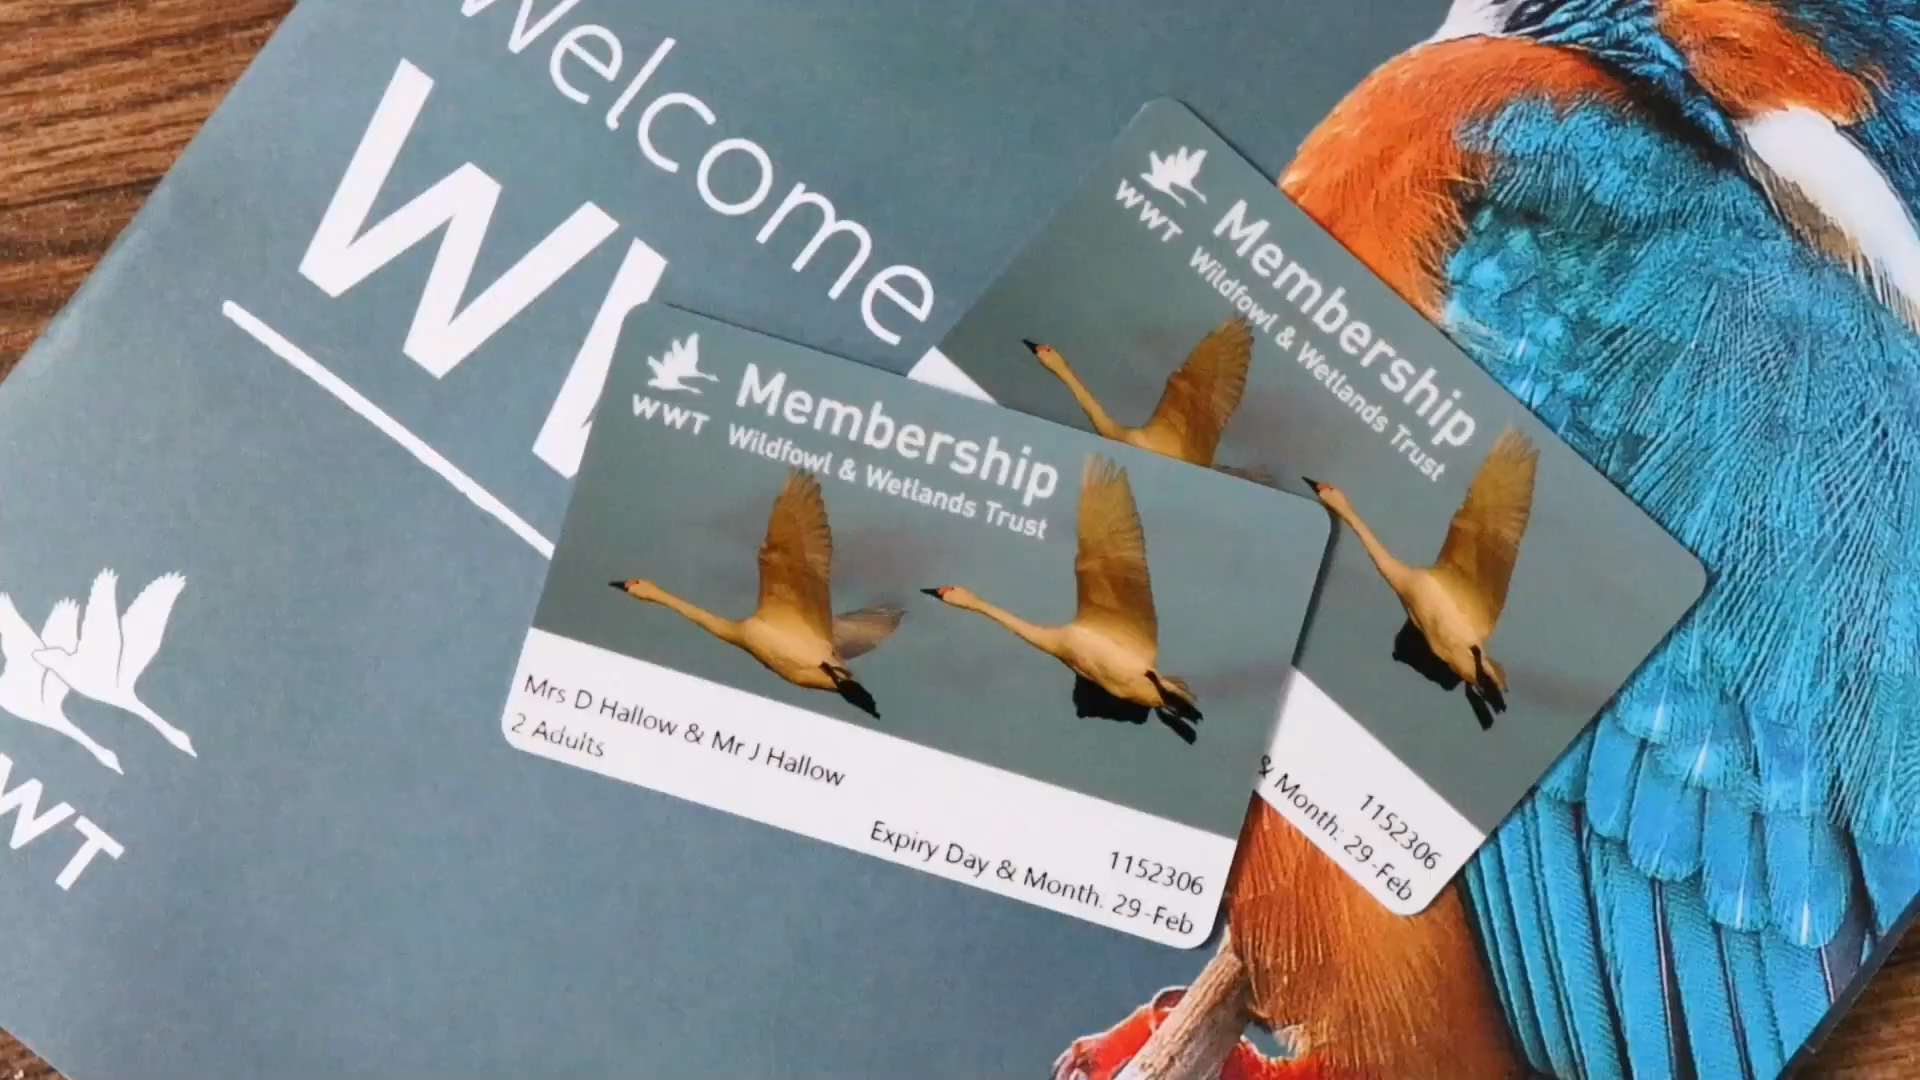 Welcome
WWT
Membership
Wildfowl & Wetlands Trust
WWT
Membership
Wildfowl & Wetlands Trust
Mrs D Hallow & Mr J Hallow
2 Adults
1152306
Expiry Day & Month. 29-Feb
1152306
& Month. 29-Feb
WWT